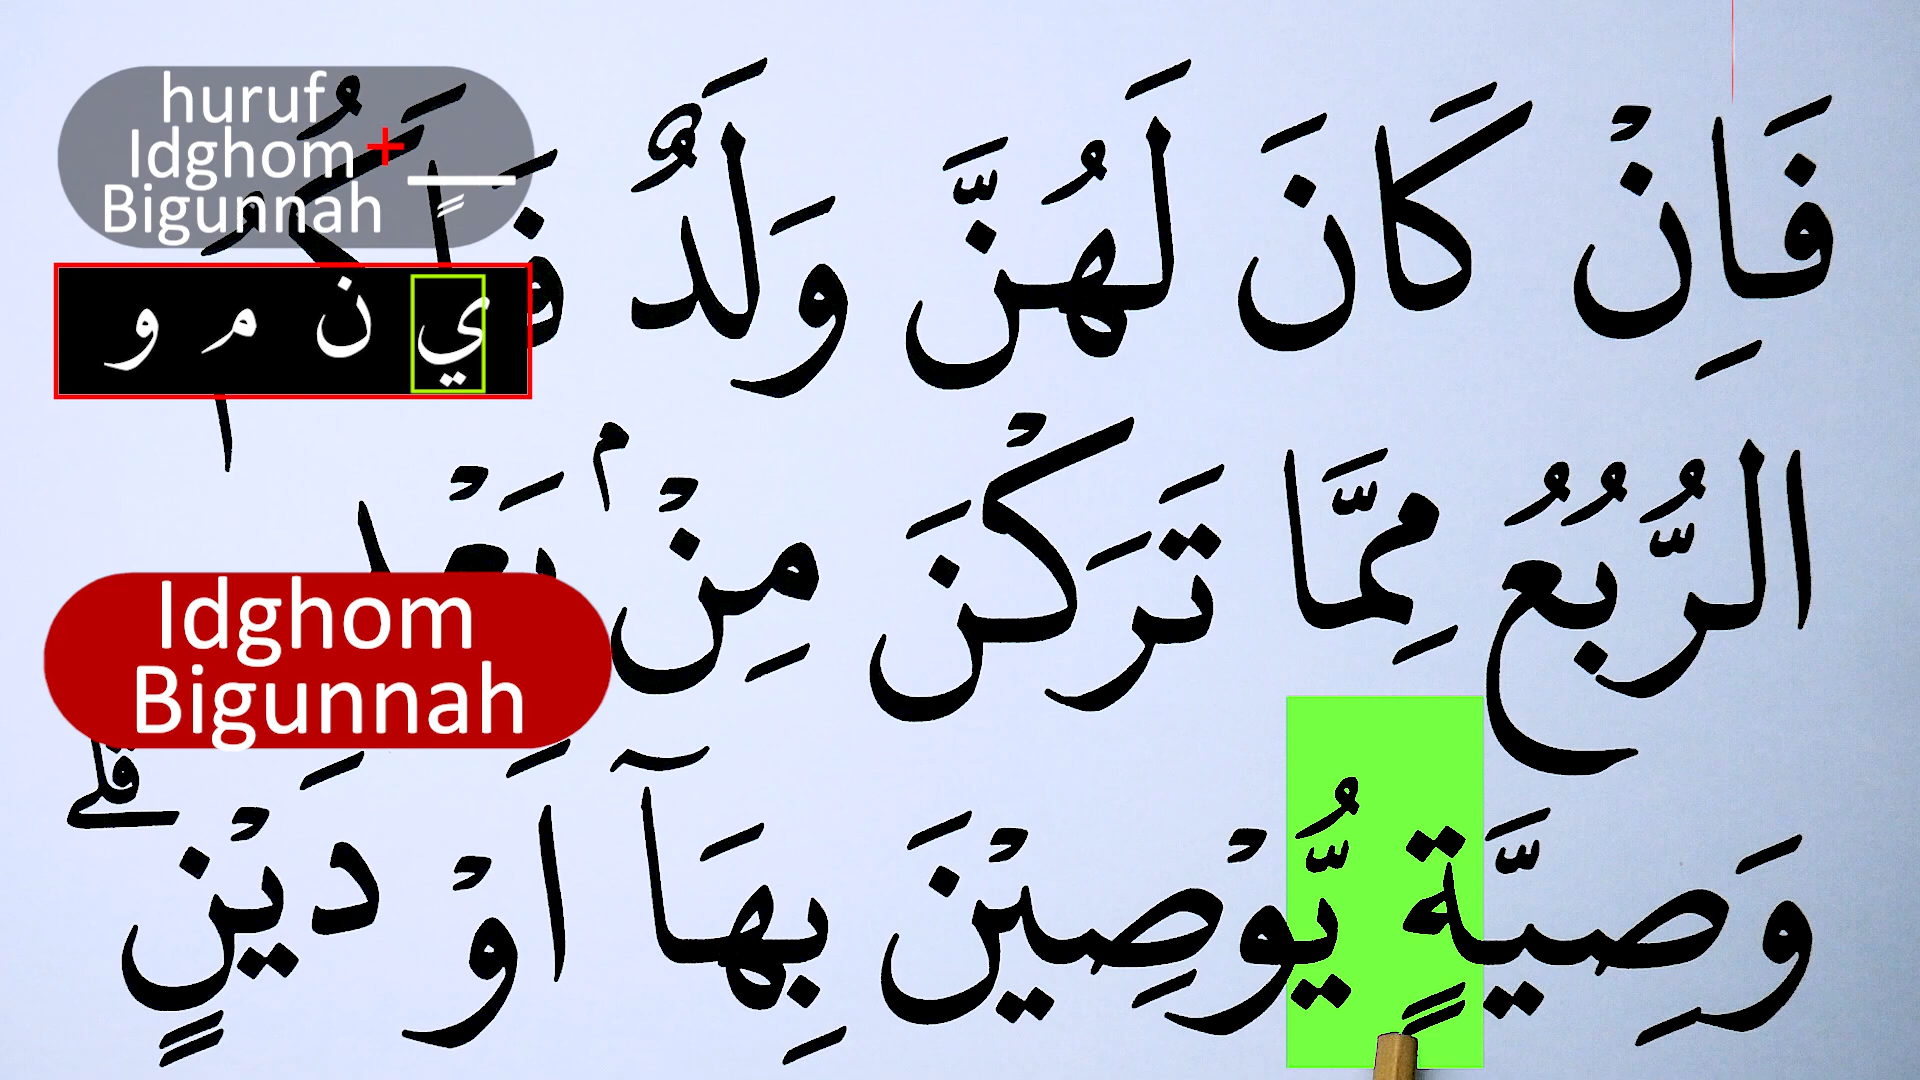 huruf
Idghom +
Bigunnah ـٍ
ي ن م و
فَاِنْ كَانَ لَهُنَّ وَلَدٌ
الرُّبُعُ مِمَّا تَرَكْنَ مِنْۢ بَعْدِ
Idghom
Bigunnah
وَصِيَّةٍ يُّوْصِيْنَ بِهَآ اَوْ دَيْنٍ ۗ